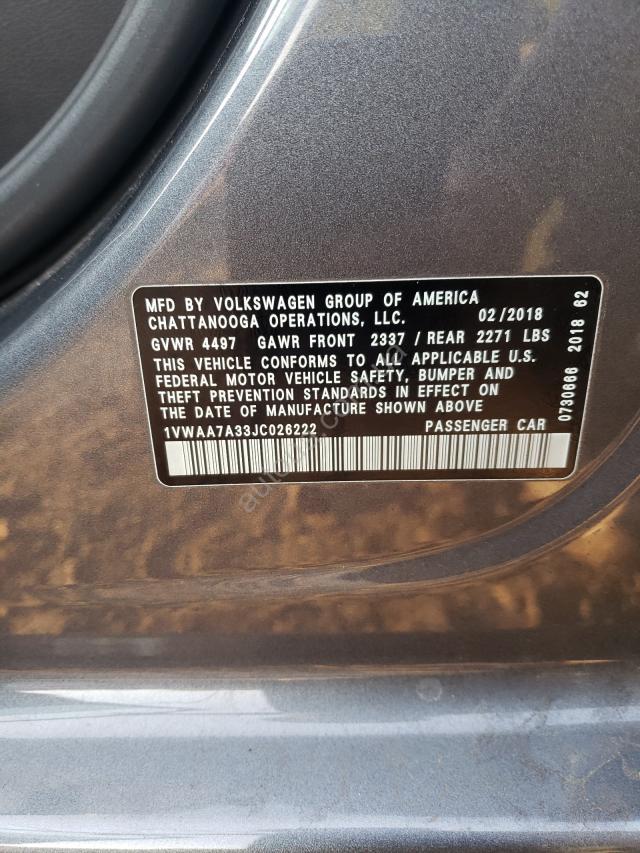 MFD BY VOLKSWAGEN GROUP OF AMERICA
CHATTANOOGA OPERATIONS, LLC. 02/2018
GVWR 4497 GAWR FRONT 2337 / REAR 2271 LBS
THIS VEHICLE CONFORMS TO ALL APPLICABLE U.S.
FEDERAL MOTOR VEHICLE SAFETY, BUMPER AND
THEFT PREVENTION STANDARDS IN EFFECT ON
THE DATE OF MANUFACTURE SHOWN ABOVE
1VWAA7A33JC026222 PASSENGER CAR
0730666 2018 62